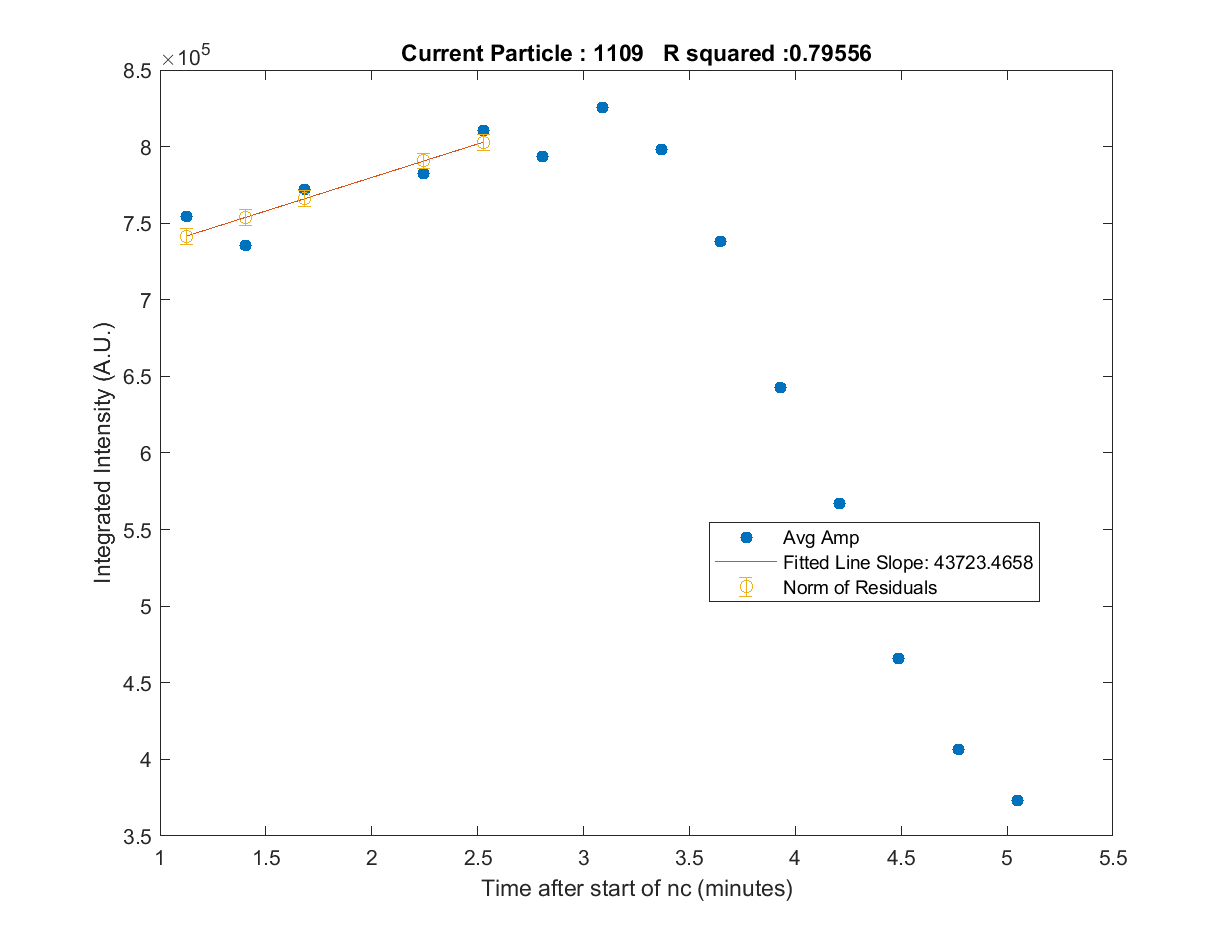 Current Particle : 1109   R squared :0.79556
×10^5
8.5
8
7.5
7
6.5
6
5.5
5
4.5
4
3.5
Integrated Intensity (A.U.)
Avg Amp
Fitted Line Slope: 43723.4658
Norm of Residuals
1 1.5 2 2.5 3 3.5 4 4.5 5 5.5
Time after start of nc (minutes)